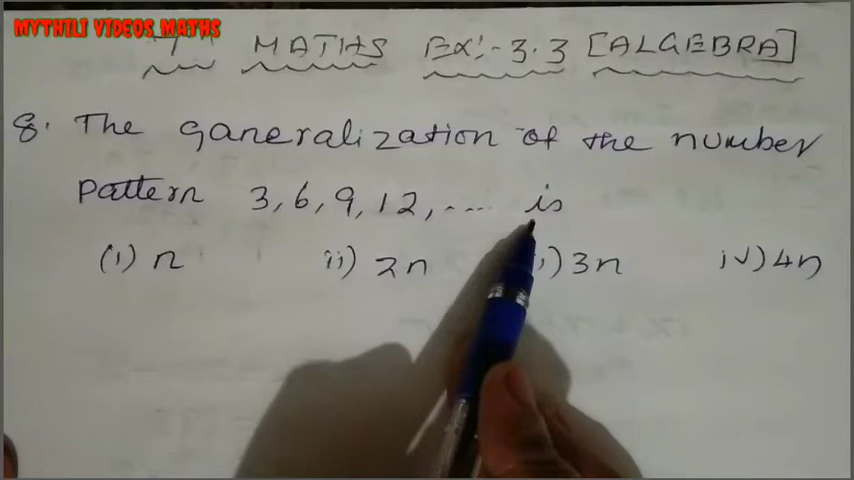 MYTHILI VIDEOS MATHS
MATHS EX:- 3.3 [ALGEBRA]
8. The ganeralization of the number
pattern 3, 6, 9, 12, .... is
(i) n ii) 2n i) 3n iv) 4n